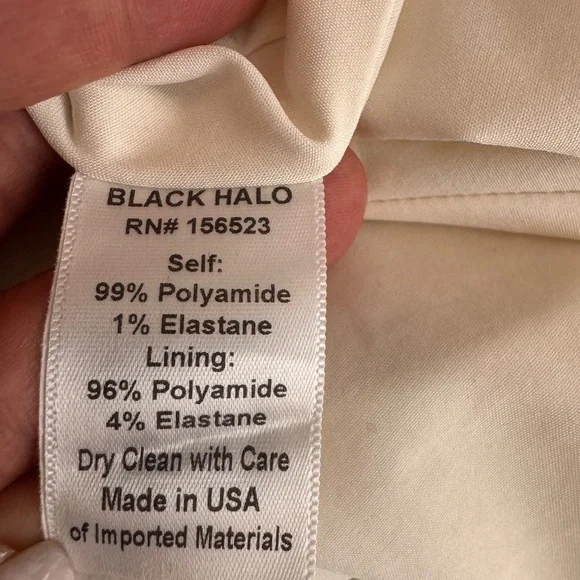 BLACK HALO
RN# 156523
Self:
99% Polyamide
1% Elastane
Lining:
96% Polyamide
4% Elastane
Dry Clean with Care
Made in USA
of Imported Materials